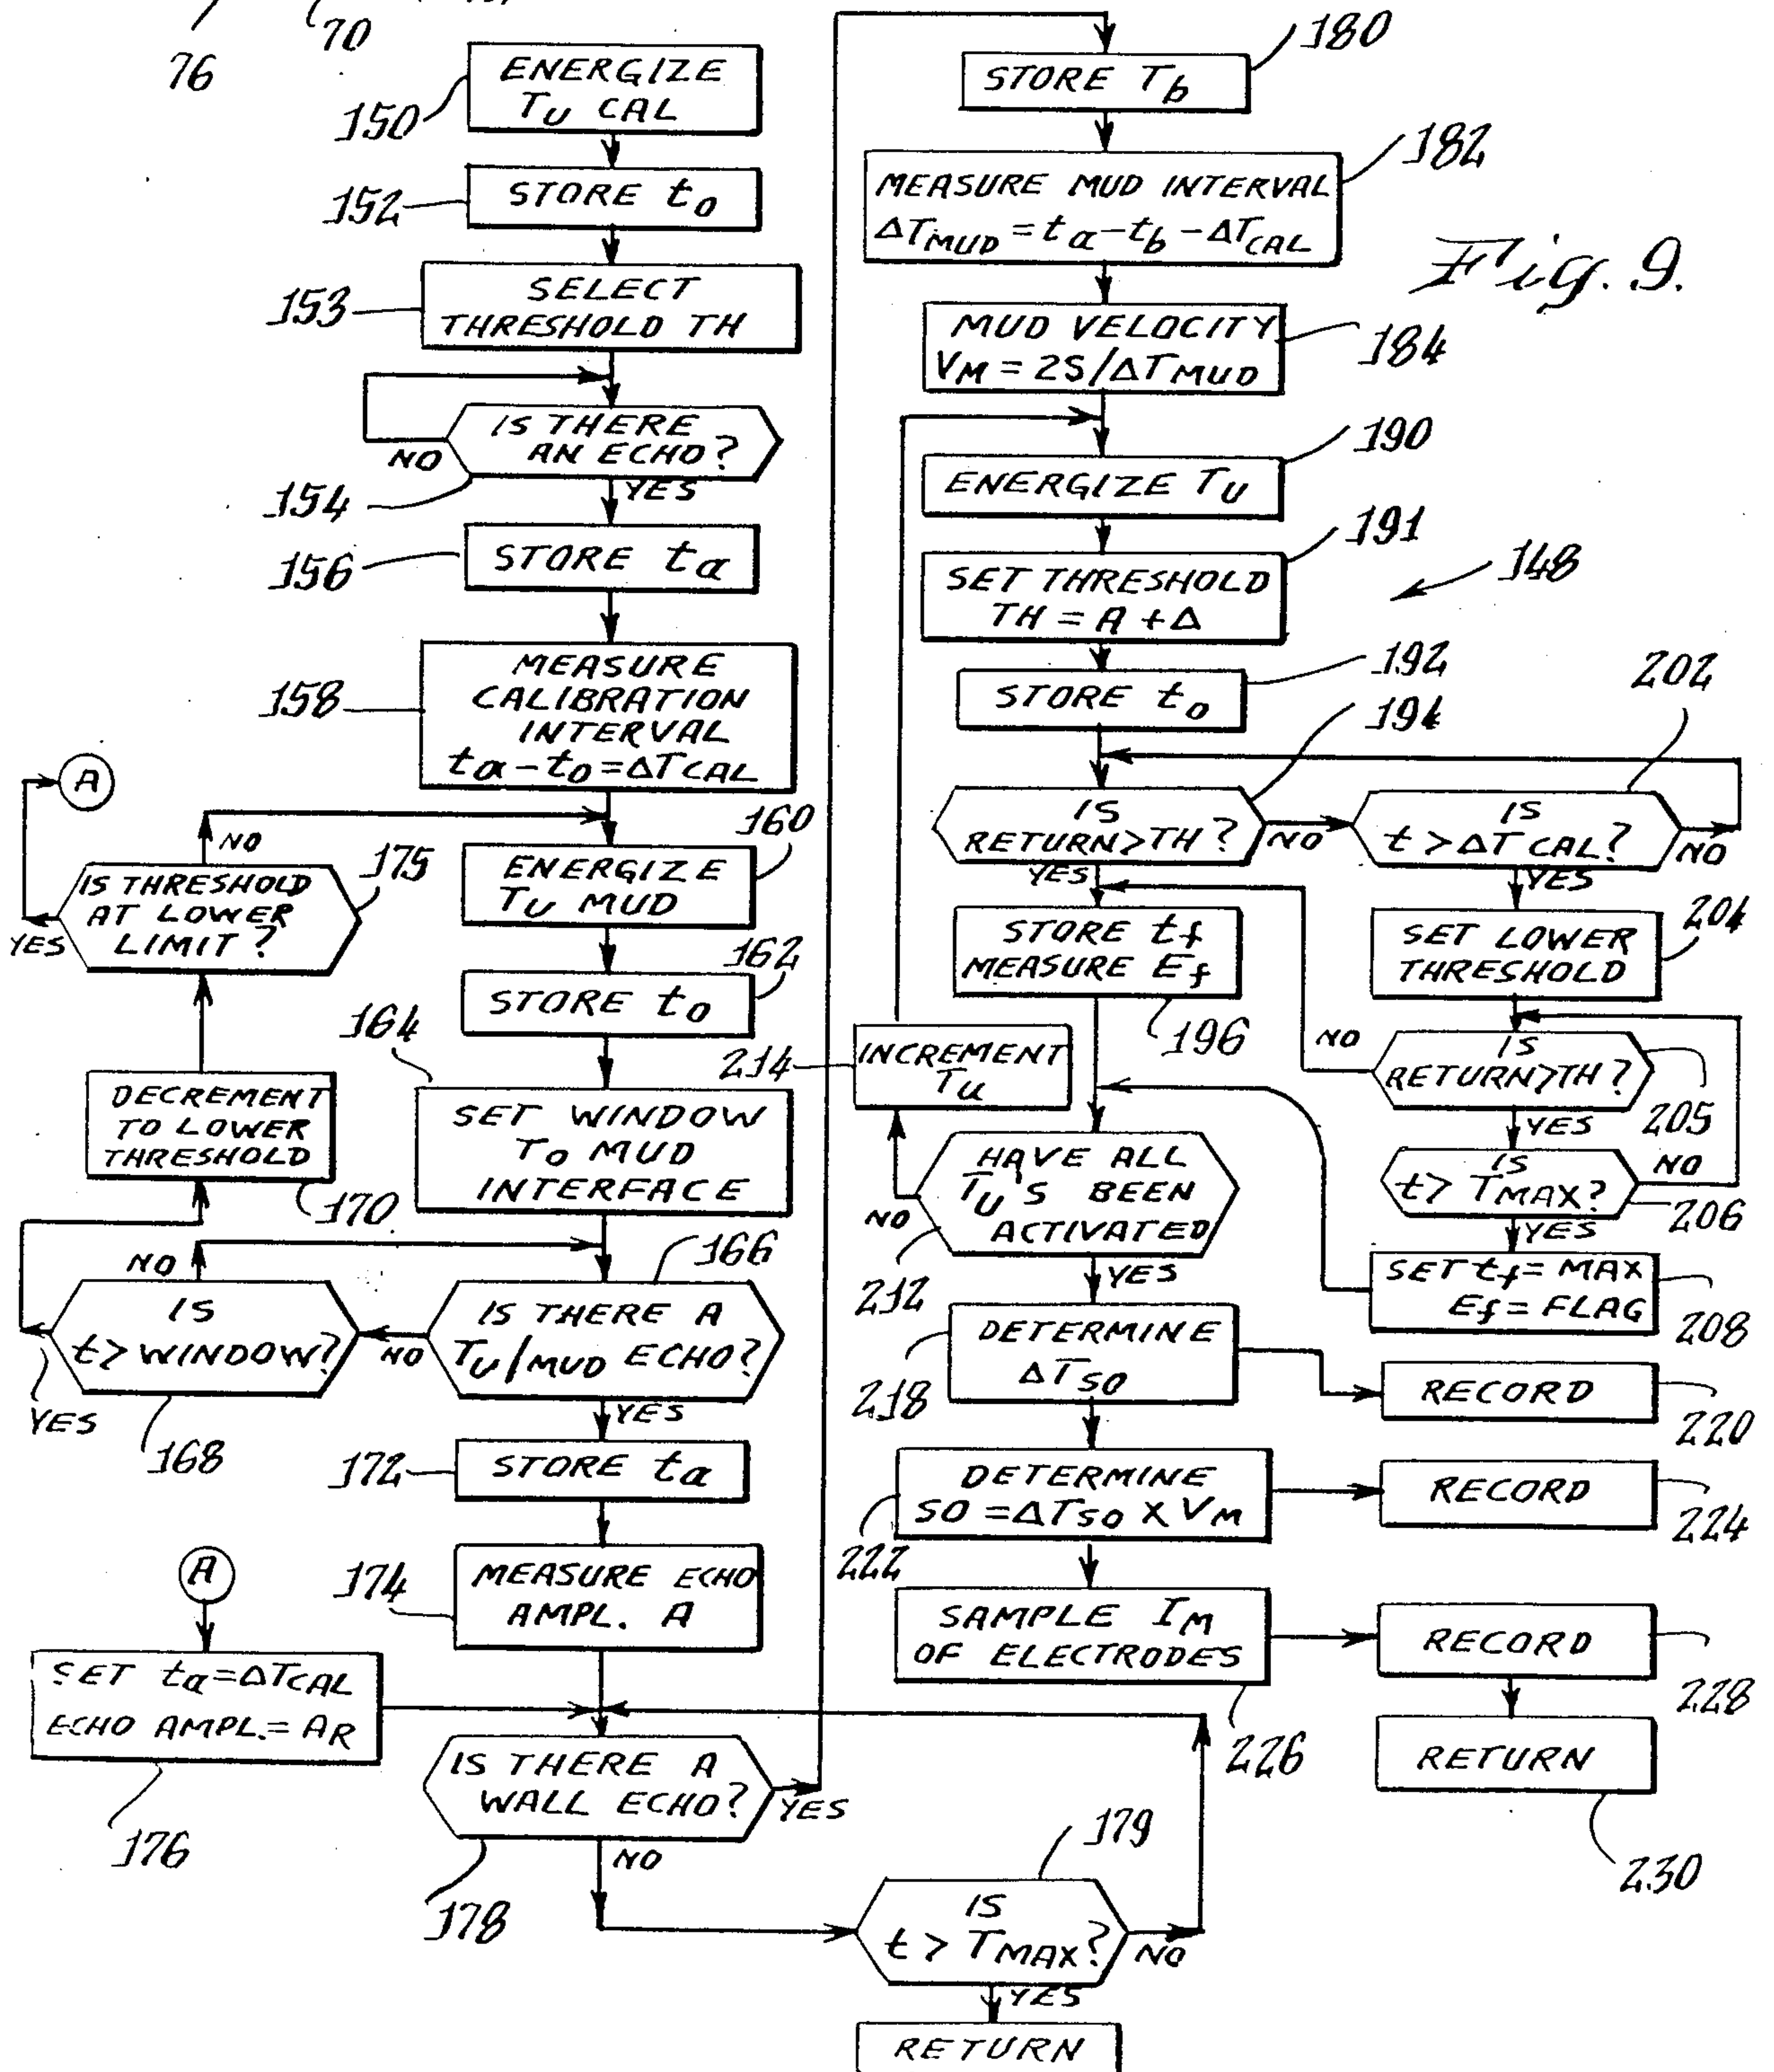 70
76
ENERGIZE
TU CAL
150
STORE to
152
SELECT
THRESHOLD TH
153
IS THERE
AN ECHO?
NO
YES
154
STORE ta
156
MEASURE
CALIBRATION
INTERVAL
ta-to=ΔTCAL
158
A
NO
IS THRESHOLD
AT LOWER
LIMIT?
YES
175
ENERGIZE
TU MUD
160
STORE to
162
164
SET WINDOW
TO MUD
INTERFACE
DECREMENT
TO LOWER
THRESHOLD
170
NO
166
IS
t> WINDOW?
YES
168
IS THERE A
TU/MUD ECHO?
NO
YES
172
STORE ta
174
MEASURE ECHO
AMPL. A
A
SET ta=ΔTCAL
ECHO AMPL.=AR
176
IS THERE A
WALL ECHO?
YES
NO
178
179
IS
t> TMAX?
NO
YES
RETURN
180
STORE Tb
182
MEASURE MUD INTERVAL
ΔTMUD=ta-tb-ΔTCAL
Fig. 9.
MUD VELOCITY
VM=2S/ΔTMUD
184
190
ENERGIZE TU
191
SET THRESHOLD
TH=A+Δ
148
192
STORE to
194
202
IS
RETURN>TH?
NO
YES
IS
t>ΔTCAL?
NO
YES
STORE tf
MEASURE Ef
196
SET LOWER
THRESHOLD
204
214
INCREMENT
Tu
NO
IS
RETURN>TH?
205
YES
HAVE ALL
TU'S BEEN
ACTIVATED
NO
YES
212
IS
t> TMAX?
NO
206
YES
SET tf=MAX
Ef=FLAG
208
DETERMINE
ΔTSO
218
RECORD
220
DETERMINE
SO=ΔTSO X VM
222
RECORD
224
SAMPLE IM
OF ELECTRODES
226
RECORD
228
RETURN
230